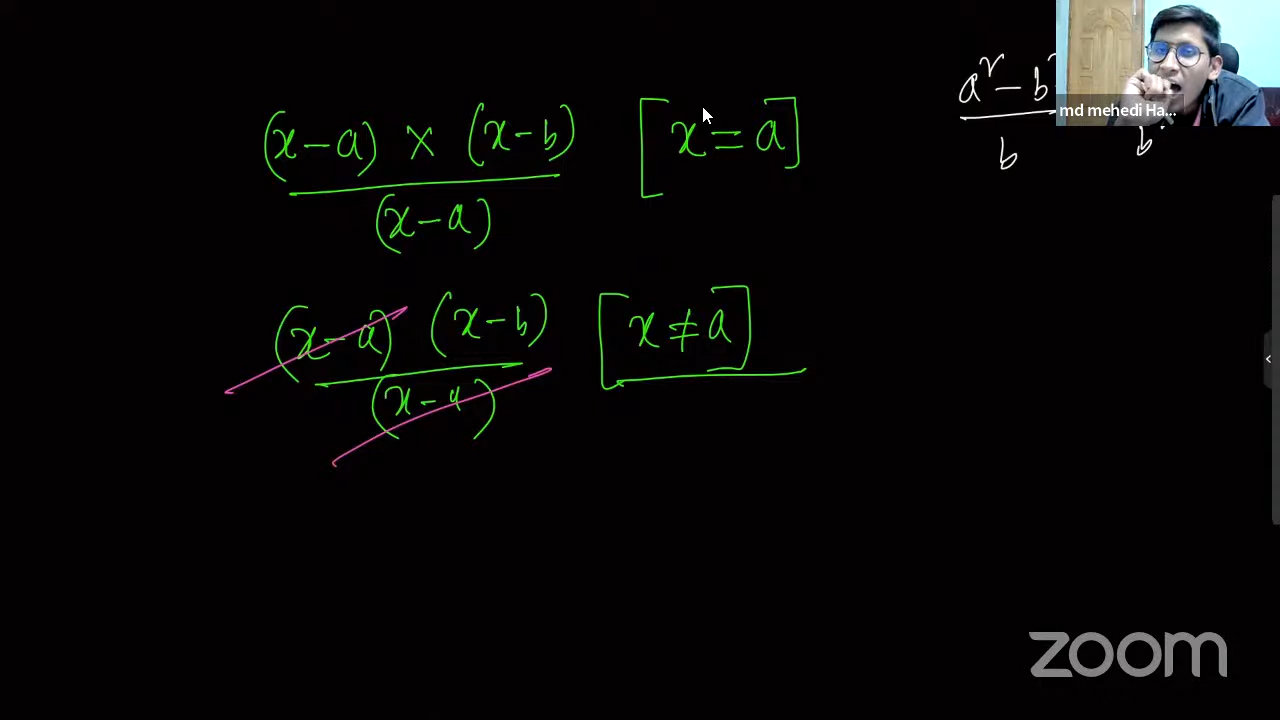 (x-a) × (x-b) [x=a]
(x-a)
(x-a) (x-b) [x≠a]
(x-a)
a² - b
b b
md mehedi Ha...
zoom